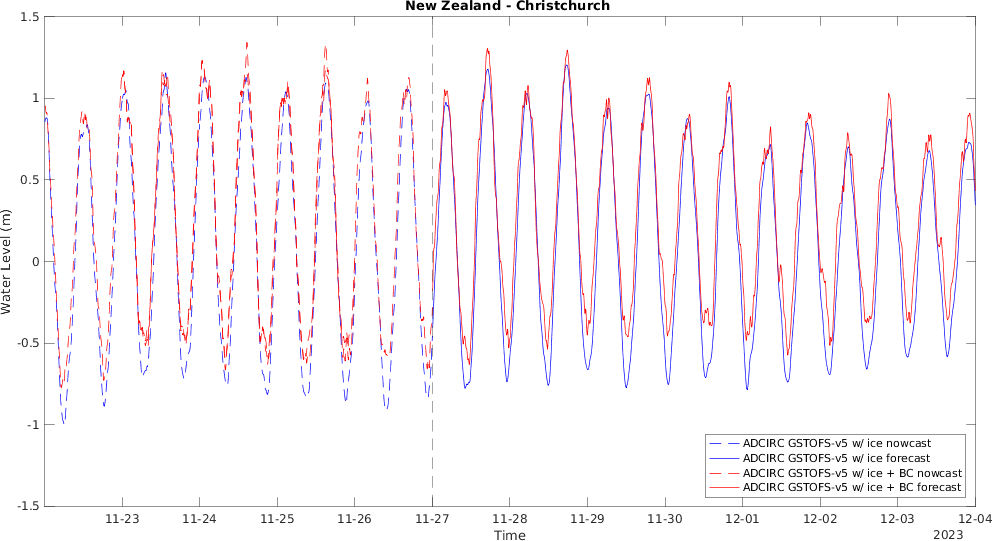 New Zealand - Christchurch
1.5
1
0.5
0
-0.5
-1
-1.5
Water Level (m)
11-23 11-24 11-25 11-26 11-27 11-28 11-29 11-30 12-01 12-02 12-03 12-04
Time
2023
ADCIRC GSTOFS-v5 w/ ice nowcast
ADCIRC GSTOFS-v5 w/ ice forecast
ADCIRC GSTOFS-v5 w/ ice + BC nowcast
ADCIRC GSTOFS-v5 w/ ice + BC forecast